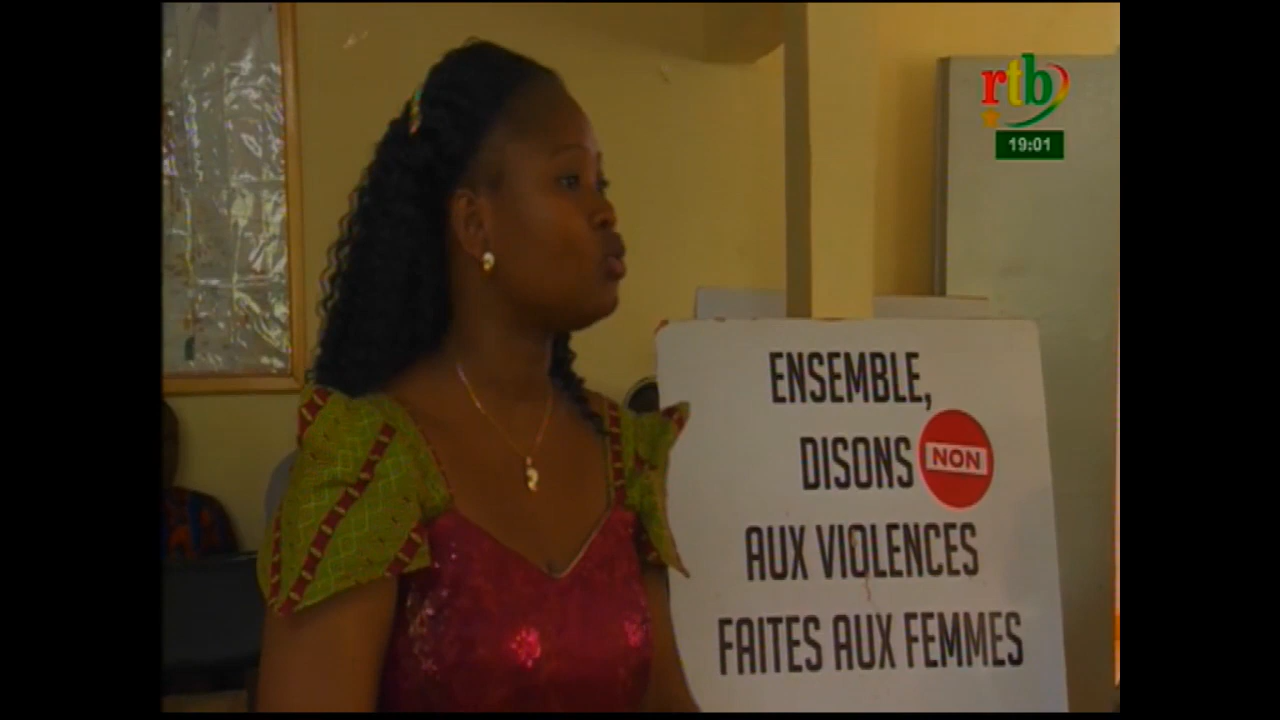 rtb
19:01
ENSEMBLE,
DISONS NON
AUX VIOLENCES
FAITES AUX FEMMES